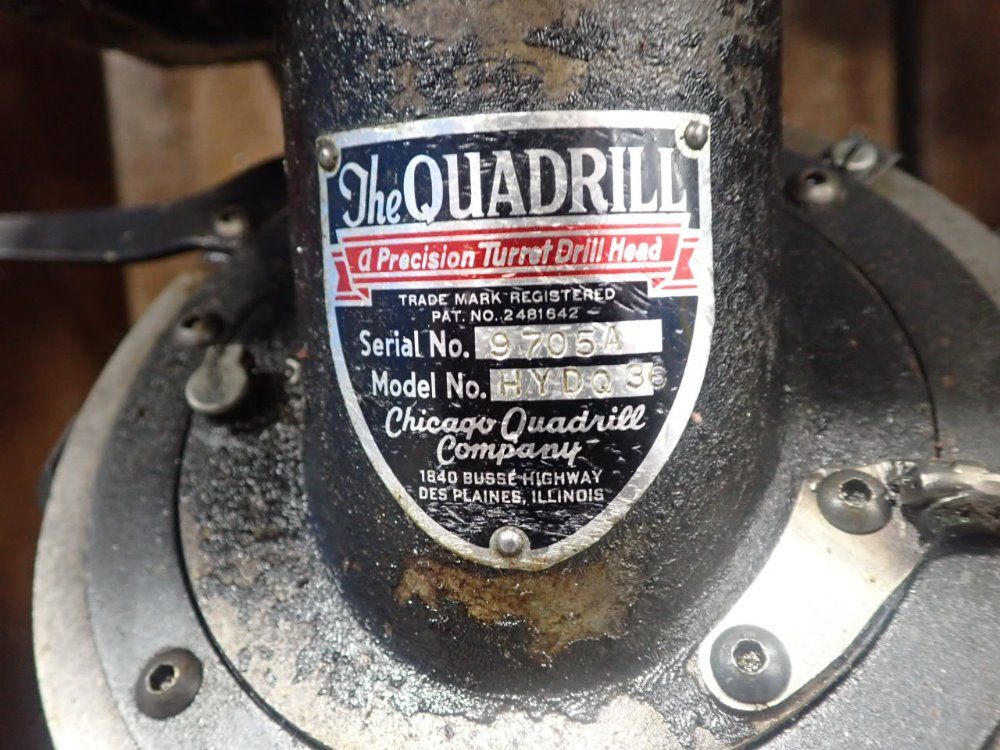 The QUADRILL
a Precision Turret Drill Head
TRADE MARK REGISTERED
PAT. NO. 2481642
Serial No. 9705A
Model No. HYDQ 36
Chicago Quadrill
Company
1840 BUSSE HIGHWAY
DES PLAINES, ILLINOIS